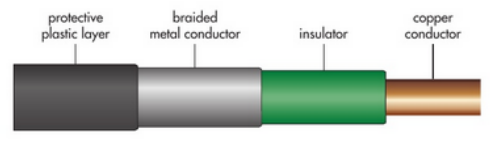 protective
plastic layer
braided
metal conductor
insulator
copper
conductor